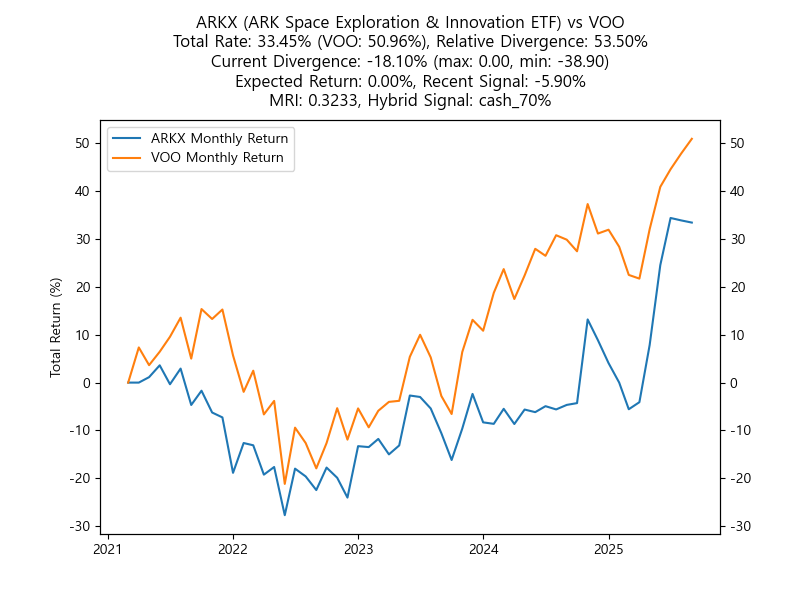 ARKX (ARK Space Exploration & Innovation ETF) vs VOO
Total Rate: 33.45% (VOO: 50.96%), Relative Divergence: 53.50%
Current Divergence: -18.10% (max: 0.00, min: -38.90)
Expected Return: 0.00%, Recent Signal: -5.90%
MRI: 0.3233, Hybrid Signal: cash_70%
ARKX Monthly Return
VOO Monthly Return
Total Return (%)
50
40
30
20
10
0
-10
-20
-30
50
40
30
20
10
0
-10
-20
-30
2021
2022
2023
2024
2025